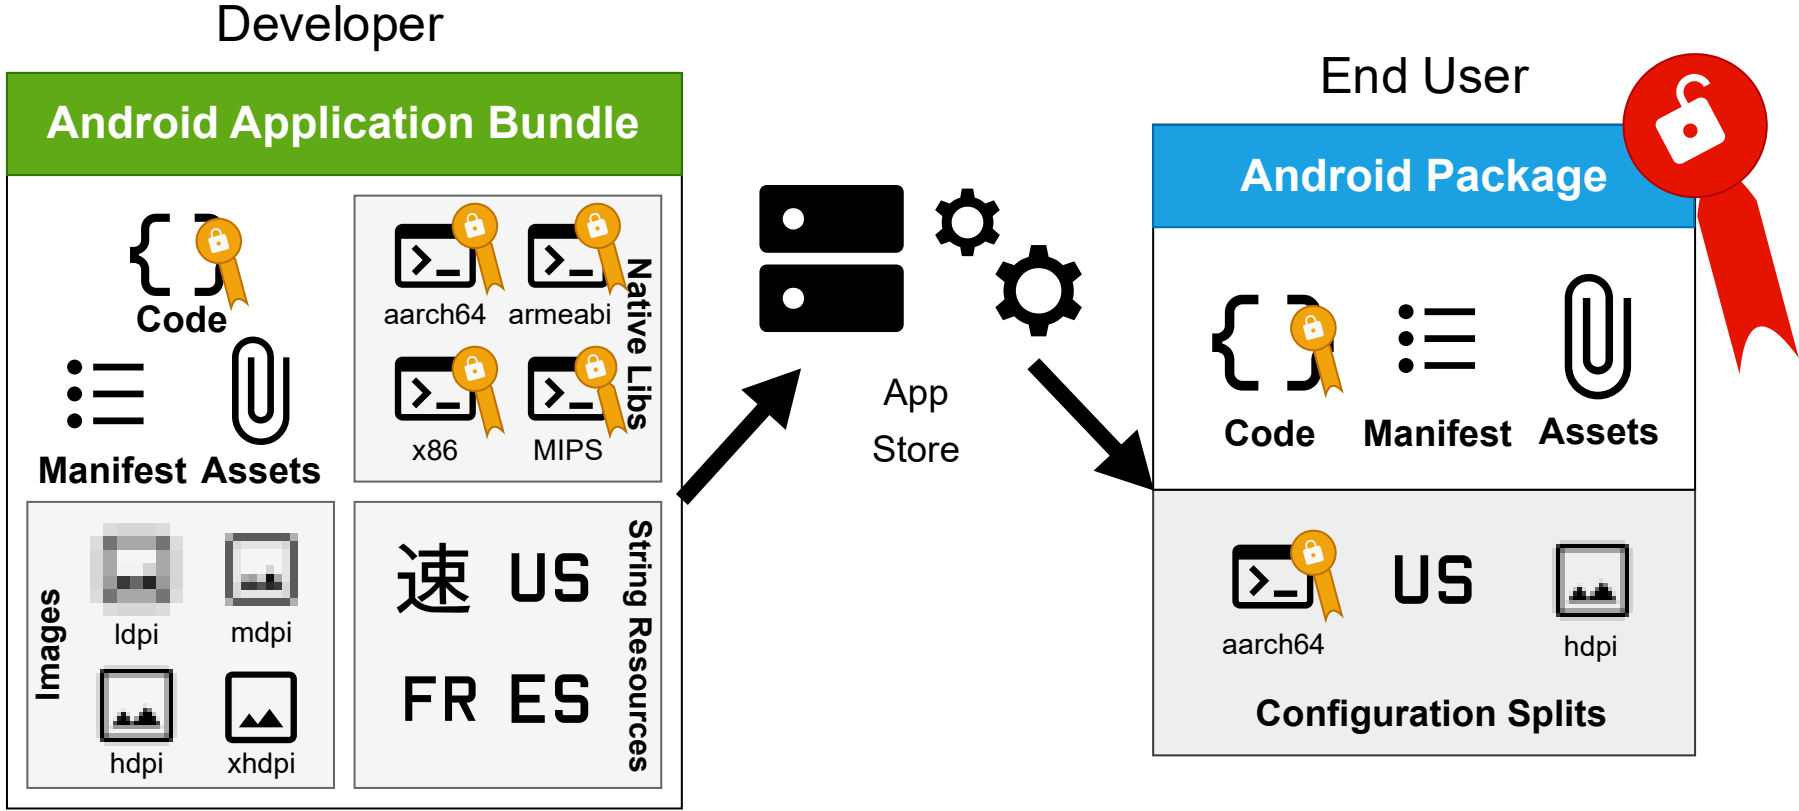 Developer
Android Application Bundle
Code
Manifest
Assets
aarch64
armeabi
x86
MIPS
Native Libs
Images
ldpi
mdpi
hdpi
xhdpi
速
US
FR
ES
String Resources
App
Store
End User
Android Package
Code
Manifest
Assets
aarch64
US
hdpi
Configuration Splits